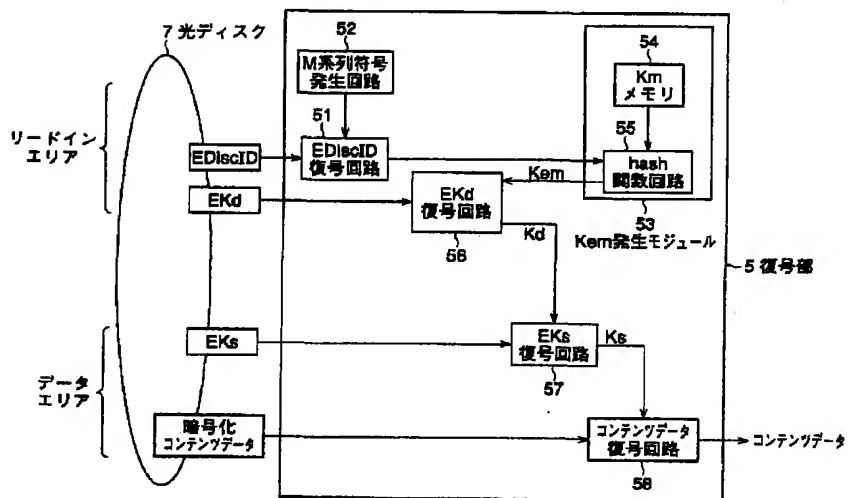 7 光ディスク
リードイン
エリア
EDiscID
EKd
データ
エリア
EKs
暗号化
コンテンツデータ
52
M系列符号
発生回路
51
EDiscID
復号回路
54
Km
メモリ
55
hash
関数回路
53
Kem発生モジュール
Kem
EKd
復号回路
56
Kd
5 復号部
EKs
復号回路
57
Ks
コンテンツデータ
復号回路
58
コンテンツデータ